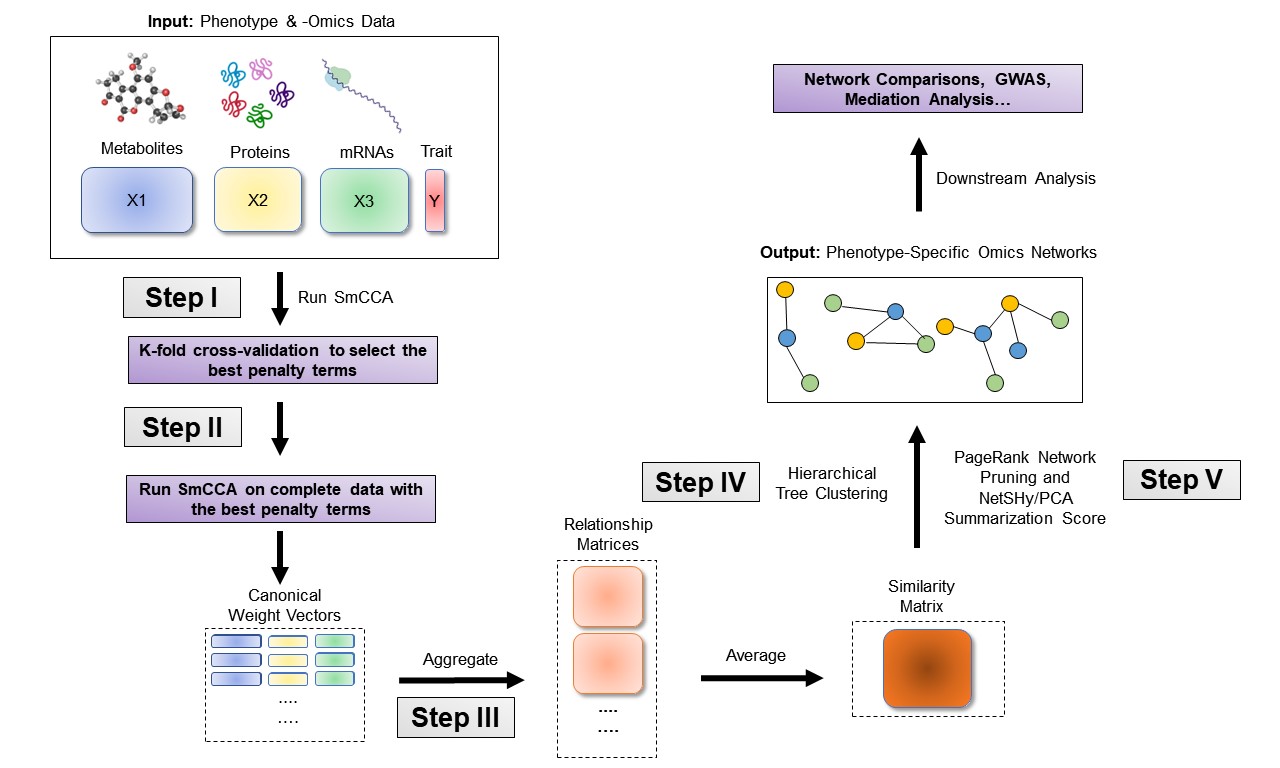 Input: Phenotype & -Omics Data
Metabolites
Proteins
mRNAs
Trait
X1
X2
X3
Y
Step I
Run SmCCA
K-fold cross-validation to select the
best penalty terms
Step II
Run SmCCA on complete data with
the best penalty terms
Canonical
Weight Vectors
....
....
Aggregate
Step III
Relationship
Matrices
....
....
Average
Similarity
Matrix
Step IV
Hierarchical
Tree Clustering
PageRank Network
Pruning and
NetSHy/PCA
Summarization Score
Step V
Output: Phenotype-Specific Omics Networks
Downstream Analysis
Network Comparisons, GWAS,
Mediation Analysis...